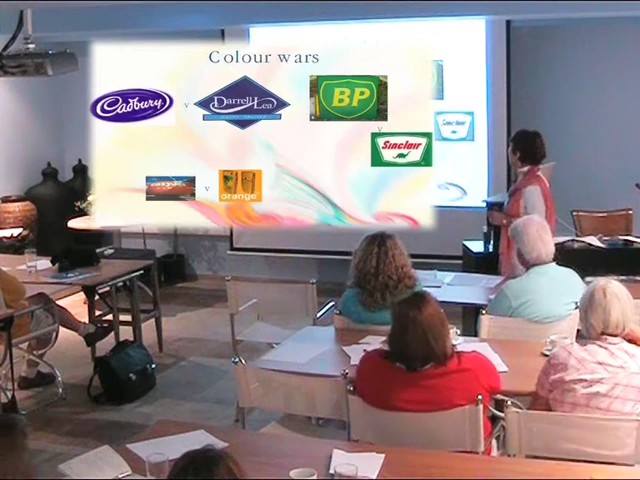 Colour wars
Cadbury
v
Darrell Lea
BP
v
Sinclair
v
orange